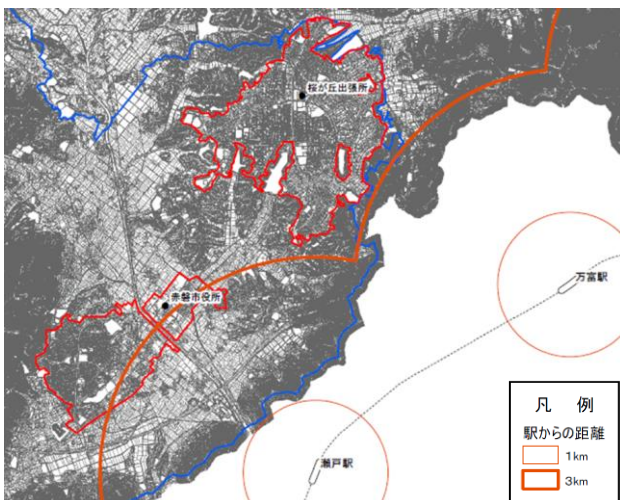 桜が丘出張所
赤磐市役所
万富駅
瀬戸駅
凡 例
駅からの距離
1km
3km